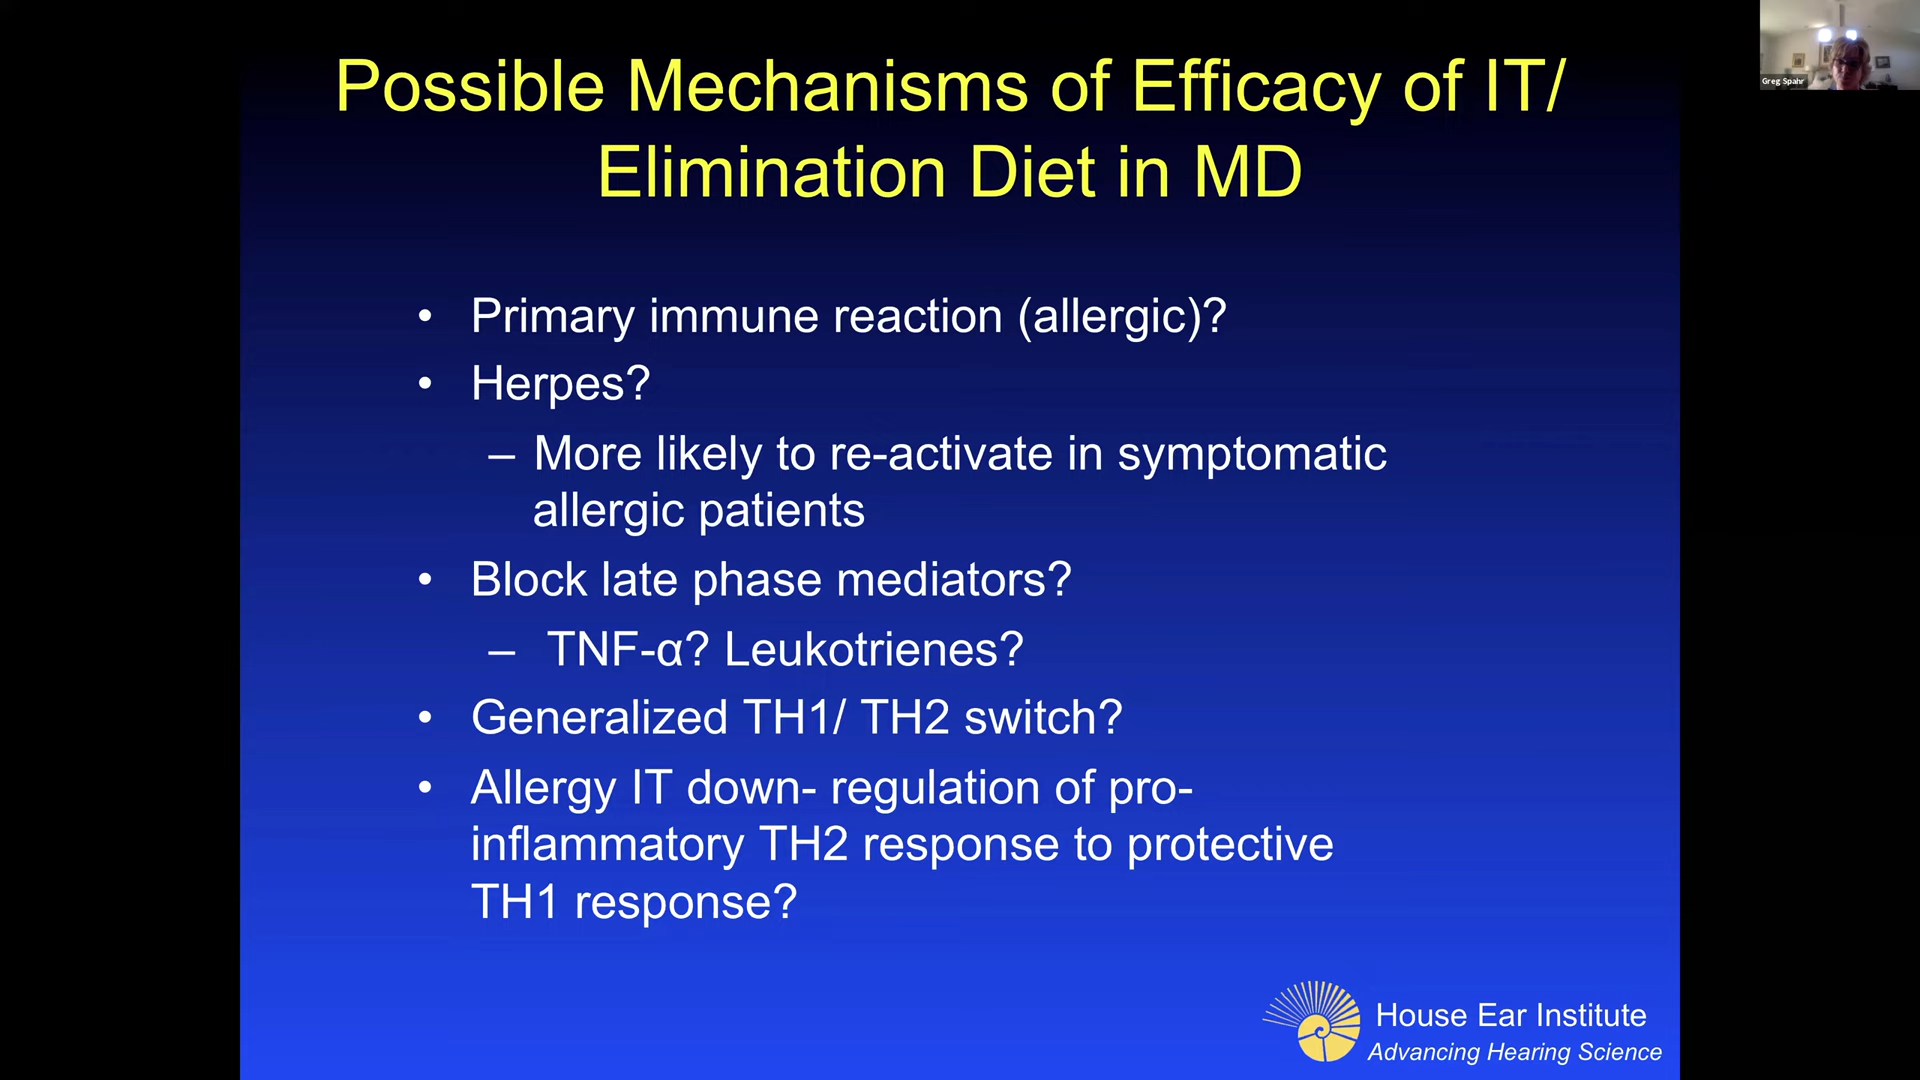 Possible Mechanisms of Efficacy of IT/
Elimination Diet in MD
Greg Spahr
• Primary immune reaction (allergic)?
• Herpes?
– More likely to re-activate in symptomatic
allergic patients
• Block late phase mediators?
– TNF-α? Leukotrienes?
• Generalized TH1/ TH2 switch?
• Allergy IT down- regulation of pro-
inflammatory TH2 response to protective
TH1 response?
House Ear Institute
Advancing Hearing Science